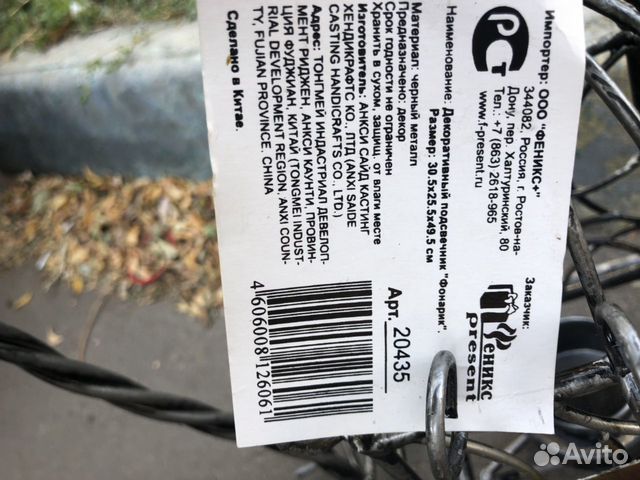 Импортер: ООО "ФЕНИКС+"
344082, Россия, г. Ростов-на-
Дону, пер. Халтуринский, 80
Тел.: +7 (863) 2618-965
www.f-present.ru
РСТ
Заказчик:
Феникс
present
Наименование: Декоративный подсвечник "Фонарик".
Размер: 30,5x25,5x49,5 см
Материал: черный металл
Предназначено: декор
Срок годности не ограничен
Хранить в сухом, защищ. от влаги месте
Изготовитель: АНКСИ САЙД КАСТИНГ
ХЕНДИКРАФТС КО., ЛТД (ANXI SAIDE
CASTING HANDICRAFTS CO., LTD.)
Адрес: ТОНГМЕЙ ИНДАСТРИАЛ ДЕВЕЛОП-
МЕНТ РИДЖЕН, АНКСИ КАУНТИ, ПРОВИН-
ЦИЯ ФУДЖИАН, КИТАЙ (TONGMEI INDUST-
RIAL DEVELOPMENT REGION, ANXI COUN-
TY, FUJIAN PROVINCE, CHINA
Сделано в Китае.
Арт. 20435
4606008126061
Avito